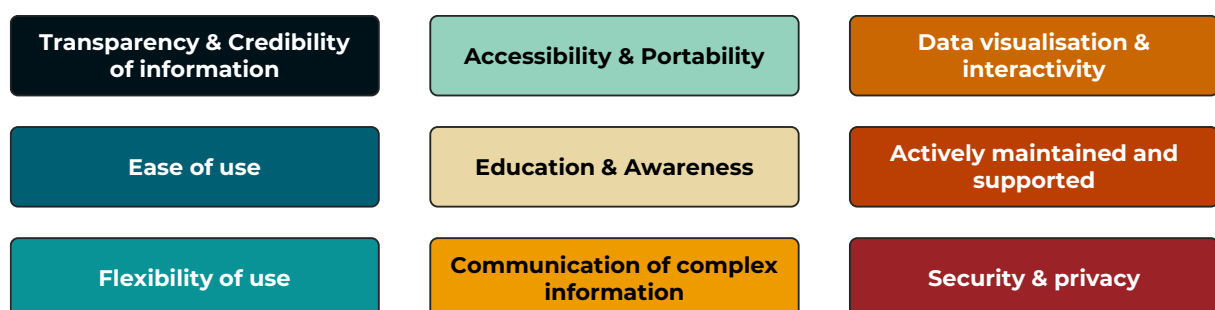 Transparency & Credibility
of information
Accessibility & Portability
Data visualisation &
interactivity
Ease of use
Education & Awareness
Actively maintained and
supported
Flexibility of use
Communication of complex
information
Security & privacy